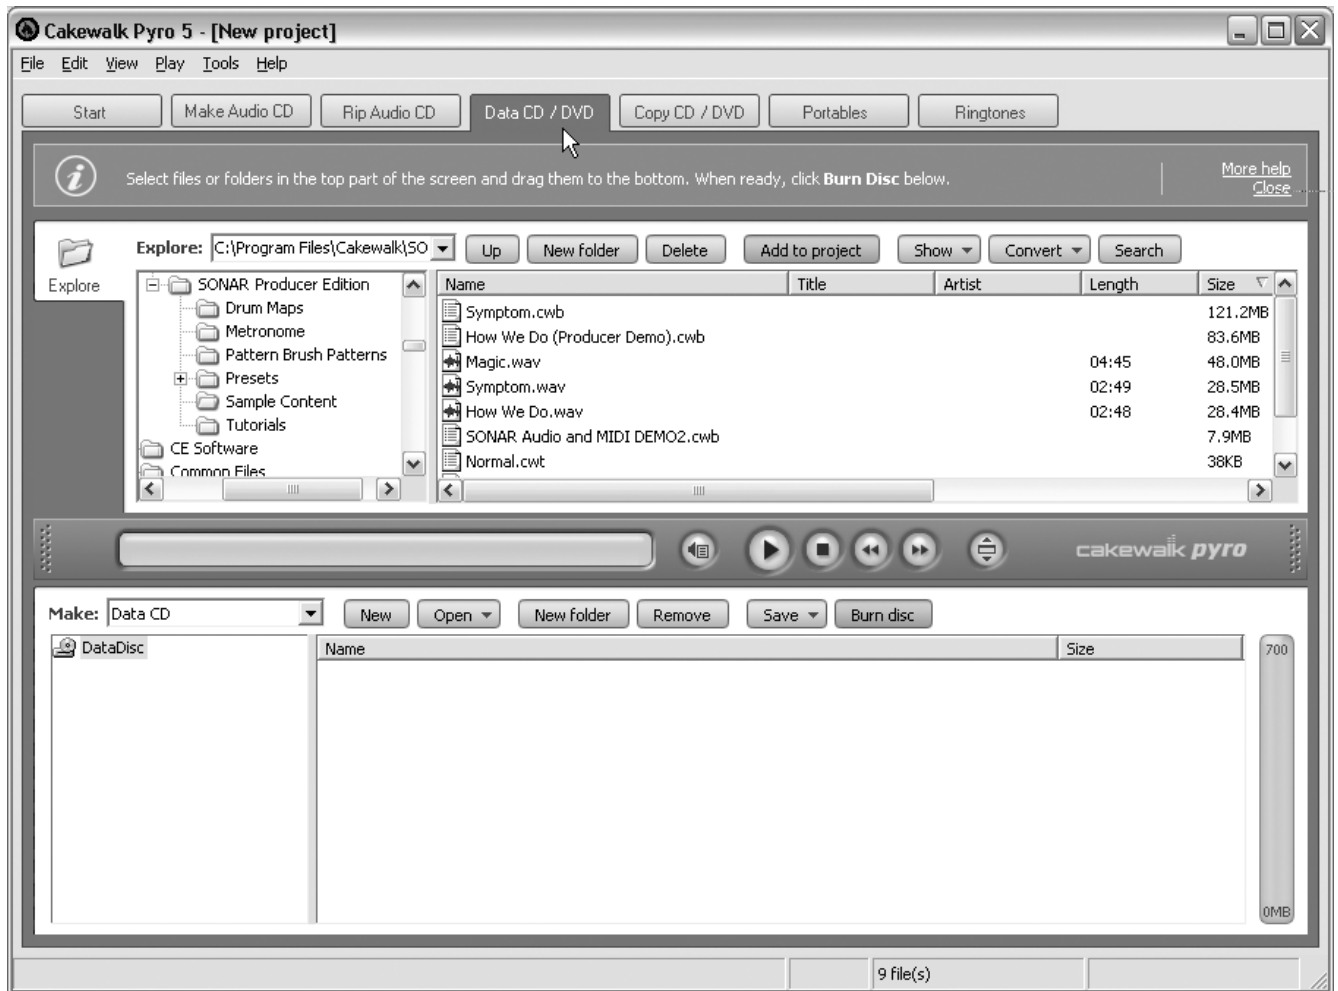 Cakewalk Pyro 5 - [New project]
File Edit View Play Tools Help
Start Make Audio CD Rip Audio CD Data CD / DVD Copy CD / DVD Portables Ringtones
Select files or folders in the top part of the screen and drag them to the bottom. When ready, click Burn Disc below.
More help
Close
Explore
Explore: C:\Program Files\Cakewalk\SO Up New folder Delete Add to project Show Convert Search
SONAR Producer Edition
Drum Maps
Metronome
Pattern Brush Patterns
Presets
Sample Content
Tutorials
CE Software
Common Files
Name Title Artist Length Size
Symptom.cwb 121.2MB
How We Do (Producer Demo).cwb 83.6MB
Magic.wav 04:45 48.0MB
Symptom.wav 02:49 28.5MB
How We Do.wav 02:48 28.4MB
SONAR Audio and MIDI DEMO2.cwb 7.9MB
Normal.cwt 38KB
cakewalk pyro
Make: Data CD New Open New folder Remove Save Burn disc
DataDisc
Name Size
700
0MB
9 file(s)